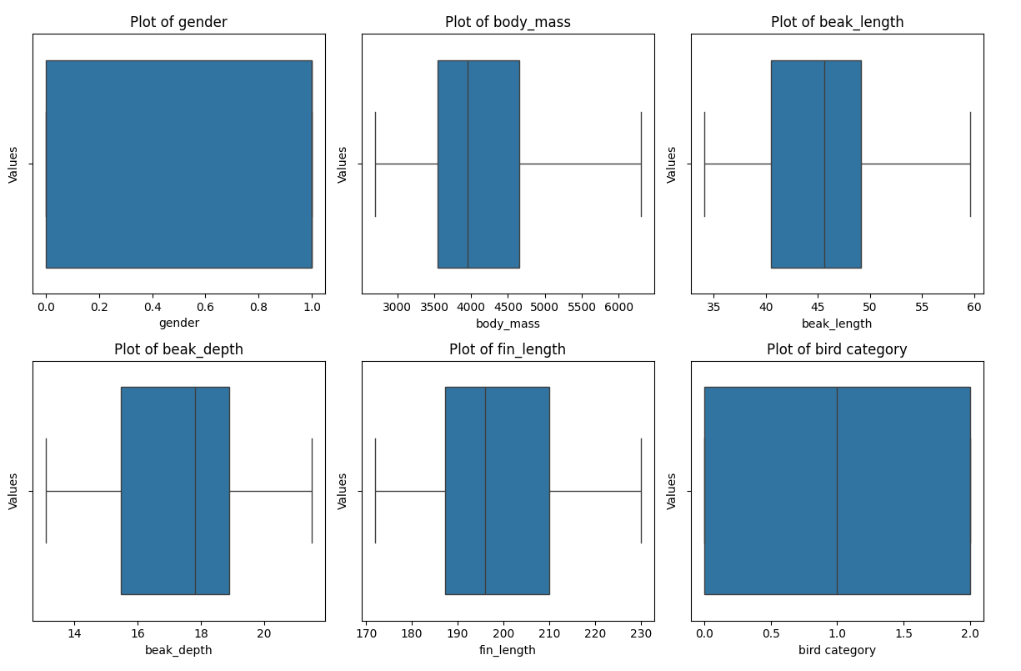 Plot of gender
Values
0.0 0.2 0.4 0.6 0.8 1.0
gender
Plot of body_mass
Values
3000 3500 4000 4500 5000 5500 6000
body_mass
Plot of beak_length
Values
35 40 45 50 55 60
beak_length
Plot of beak_depth
Values
14 16 18 20
beak_depth
Plot of fin_length
Values
170 180 190 200 210 220 230
fin_length
Plot of bird category
Values
0.0 0.5 1.0 1.5 2.0
bird category